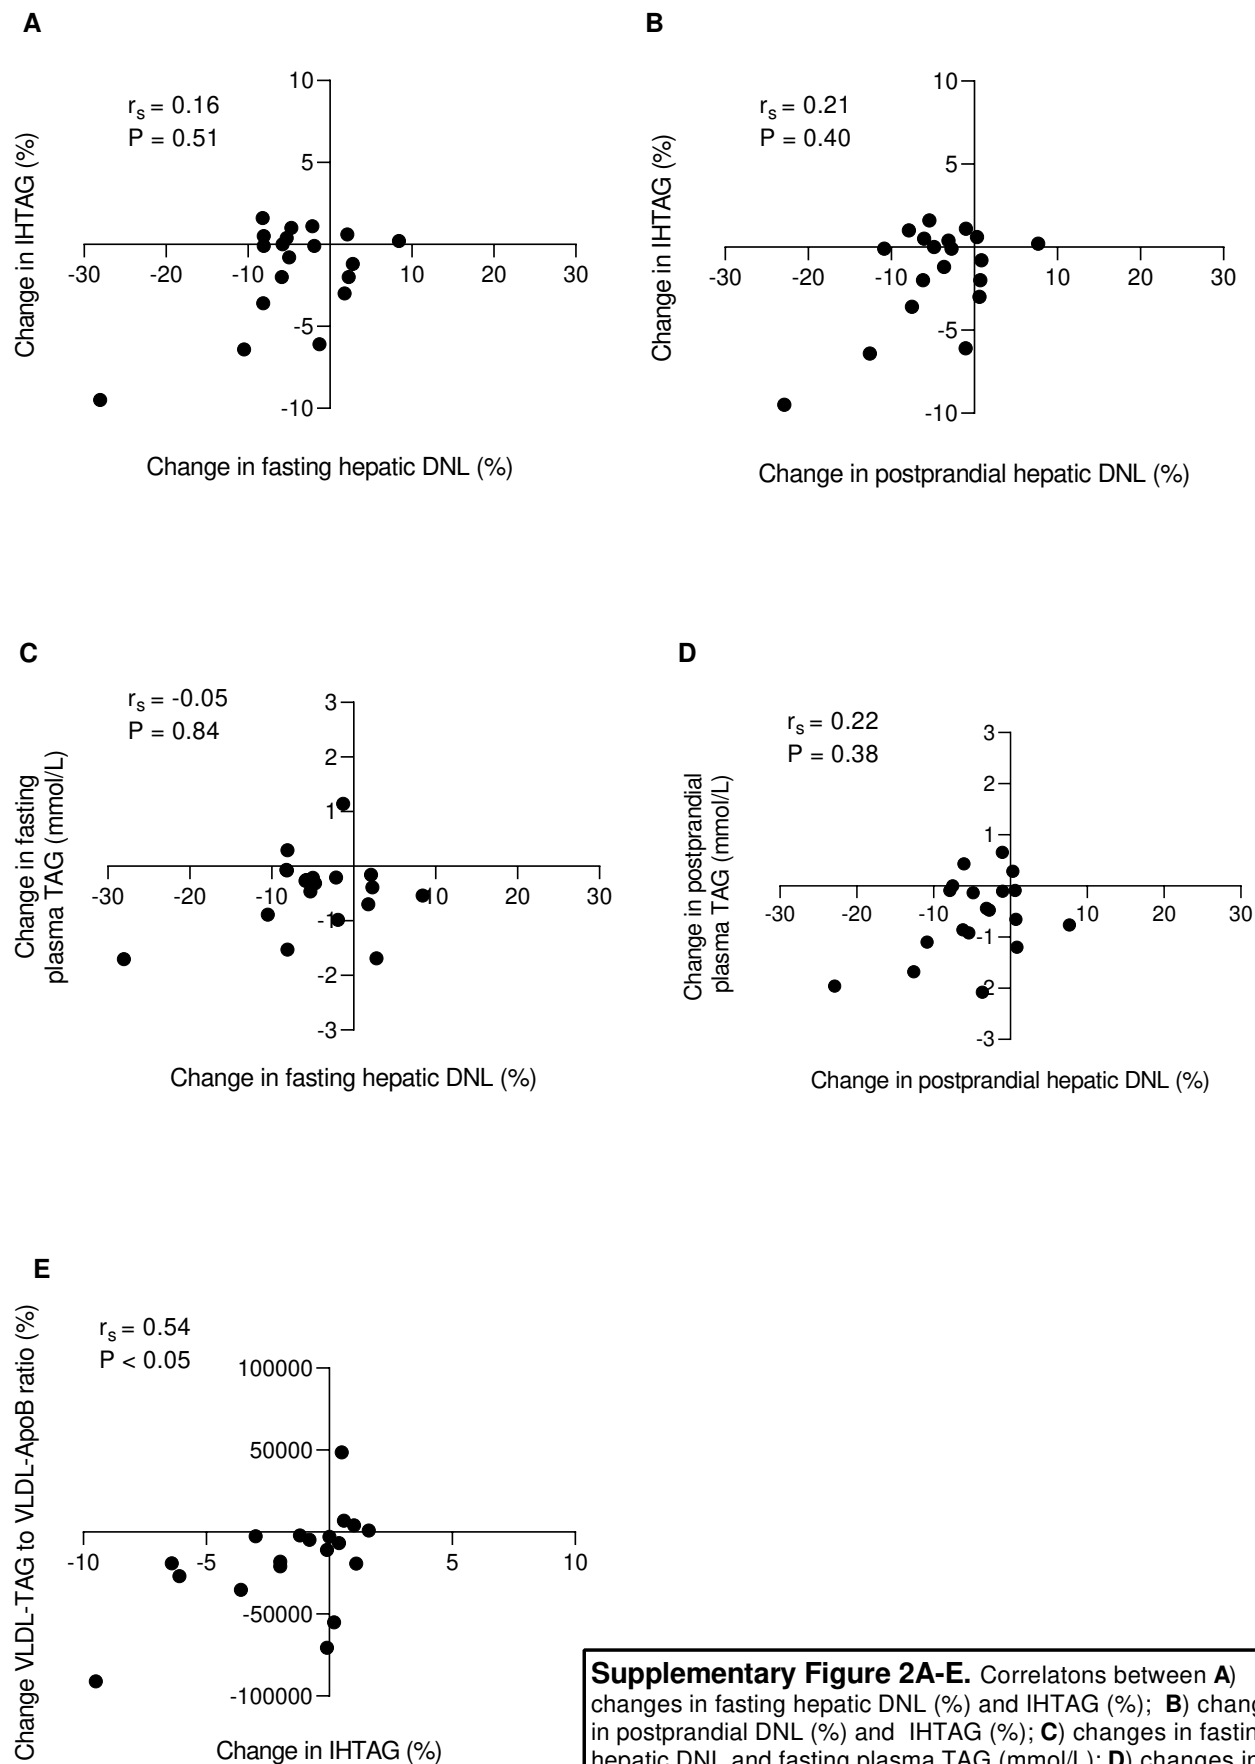 A
10
rs = 0.16
P = 0.51
5
Change in IHTAG (%)
-30 -20 -10 10 20 30
-5
-10
Change in fasting hepatic DNL (%)
B
10
rs = 0.21
P = 0.40
5
Change in IHTAG (%)
-30 -20 -10 10 20 30
-5
-10
Change in postprandial hepatic DNL (%)
C
rs = -0.05
P = 0.84
3
2
1
Change in fasting
plasma TAG (mmol/L)
-30 -20 -10 10 20 30
-1
-2
-3
Change in fasting hepatic DNL (%)
D
rs = 0.22
P = 0.38
3
2
1
Change in postprandial
plasma TAG (mmol/L)
-30 -20 -10 10 20 30
-1
-2
-3
Change in postprandial hepatic DNL (%)
E
rs = 0.54
P < 0.05
100000
50000
Change VLDL-TAG to VLDL-ApoB ratio (%)
-10 -5 5 10
-50000
-100000
Change in IHTAG (%)
Supplementary Figure 2A-E. Correlatons between A)
changes in fasting hepatic DNL (%) and IHTAG (%); B)
in postprandial DNL (%) and IHTAG (%); C) changes in
hepatic DNL and fasting plasma TAG (mmol/L); D) changes in